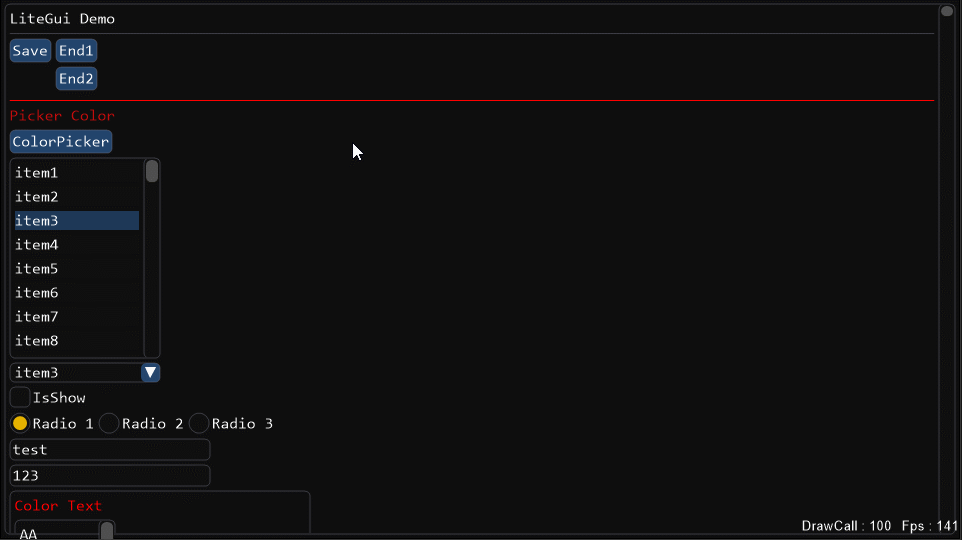 LiteGui Demo
Save End1
End2
Picker Color
ColorPicker
item1
item2
item3
item4
item5
item6
item7
item8
item3
IsShow
Radio 1 Radio 2 Radio 3
test
123
Color Text
AA
DrawCall : 100 Fps : 141